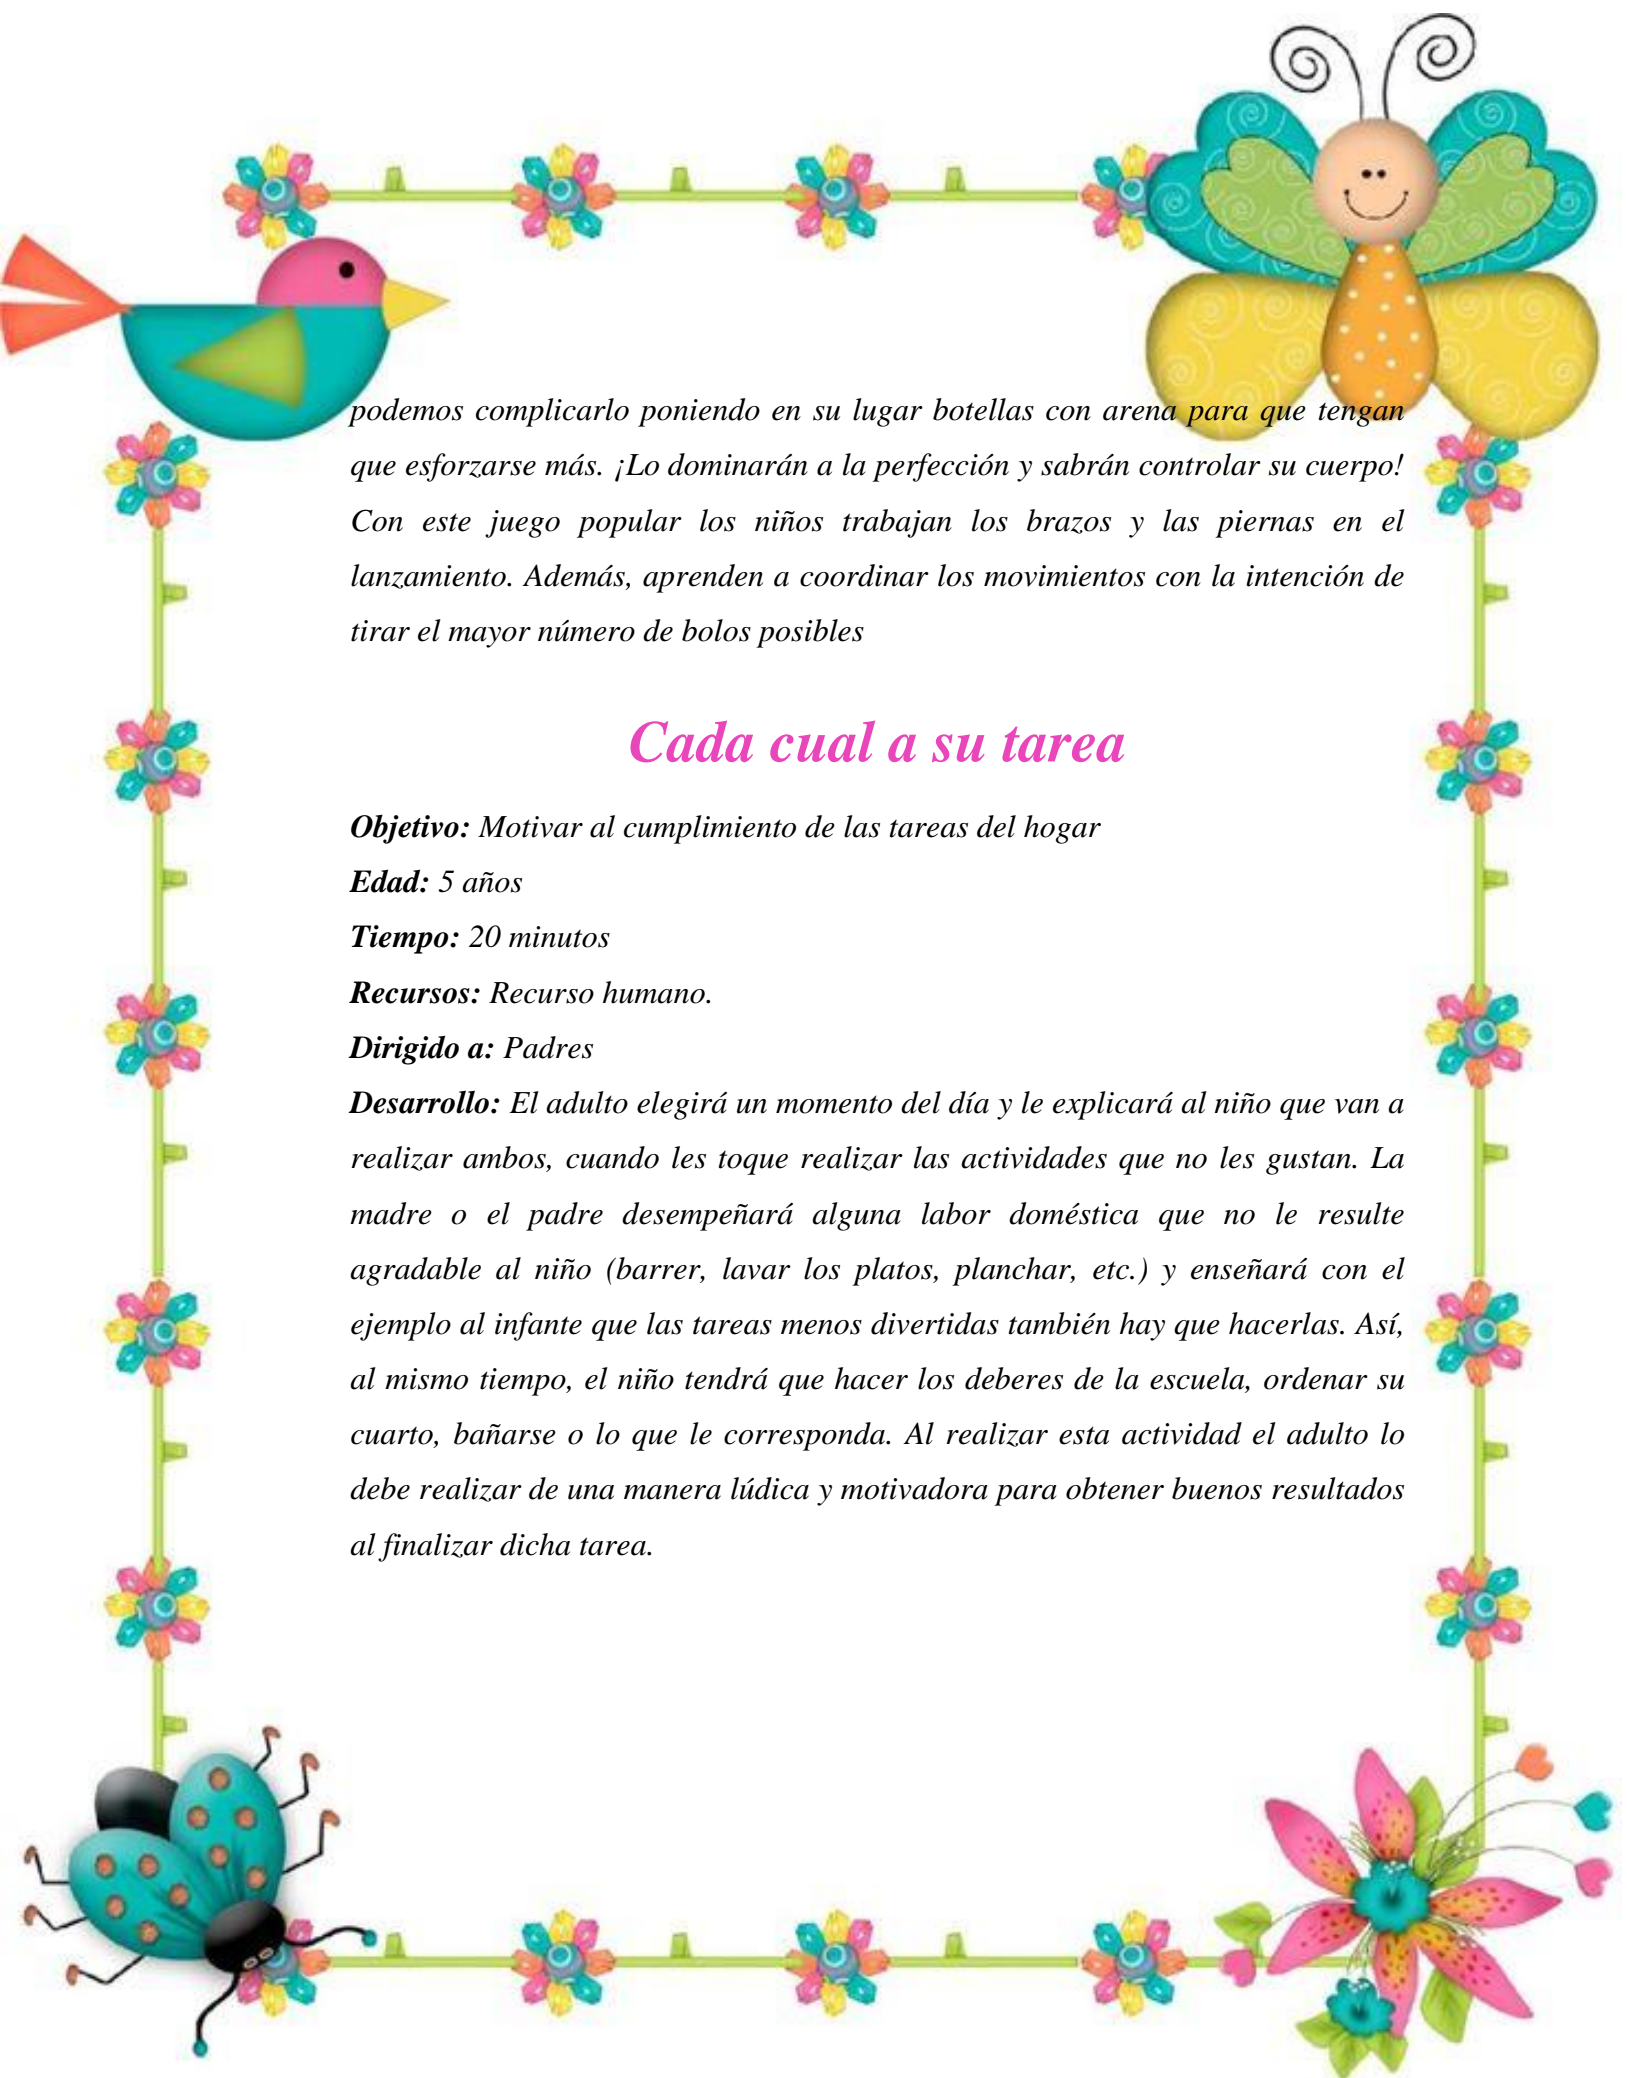 podemos complicarlo poniendo en su lugar botellas con arena para que tengan
que esforzarse más. ¡Lo dominarán a la perfección y sabrán controlar su cuerpo!
Con este juego popular los niños trabajan los brazos y las piernas en el
lanzamiento. Además, aprenden a coordinar los movimientos con la intención de
tirar el mayor número de bolos posibles
Cada cual a su tarea
Objetivo: Motivar al cumplimiento de las tareas del hogar
Edad: 5 años
Tiempo: 20 minutos
Recursos: Recurso humano.
Dirigido a: Padres
Desarrollo: El adulto elegirá un momento del día y le explicará al niño que van a
realizar ambos, cuando les toque realizar las actividades que no les gustan. La
madre o el padre desempeñará alguna labor doméstica que no le resulte
agradable al niño (barrer, lavar los platos, planchar, etc.) y enseñará con el
ejemplo al infante que las tareas menos divertidas también hay que hacerlas. Así,
al mismo tiempo, el niño tendrá que hacer los deberes de la escuela, ordenar su
cuarto, bañarse o lo que le corresponda. Al realizar esta actividad el adulto lo
debe realizar de una manera lúdica y motivadora para obtener buenos resultados
al finalizar dicha tarea.